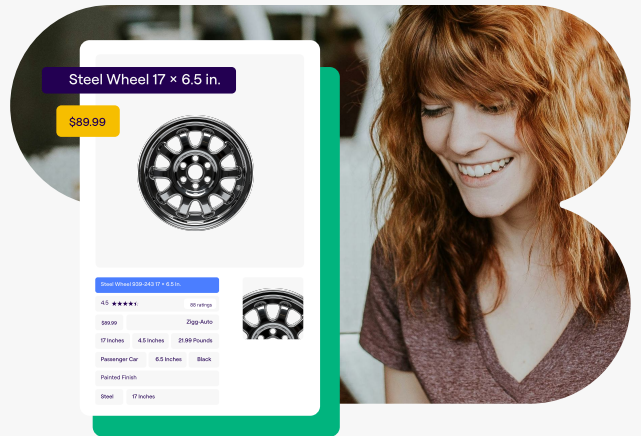 Steel Wheel 17 × 6.5 in.
$89.99
Steel Wheel 939-243 17 × 6.5 in.
4.5 88 ratings
$89.99 Zigg-Auto
17 Inches 4.5 Inches 21.99 Pounds
Passenger Car 6.5 Inches Black
Painted Finish
Steel 17 Inches